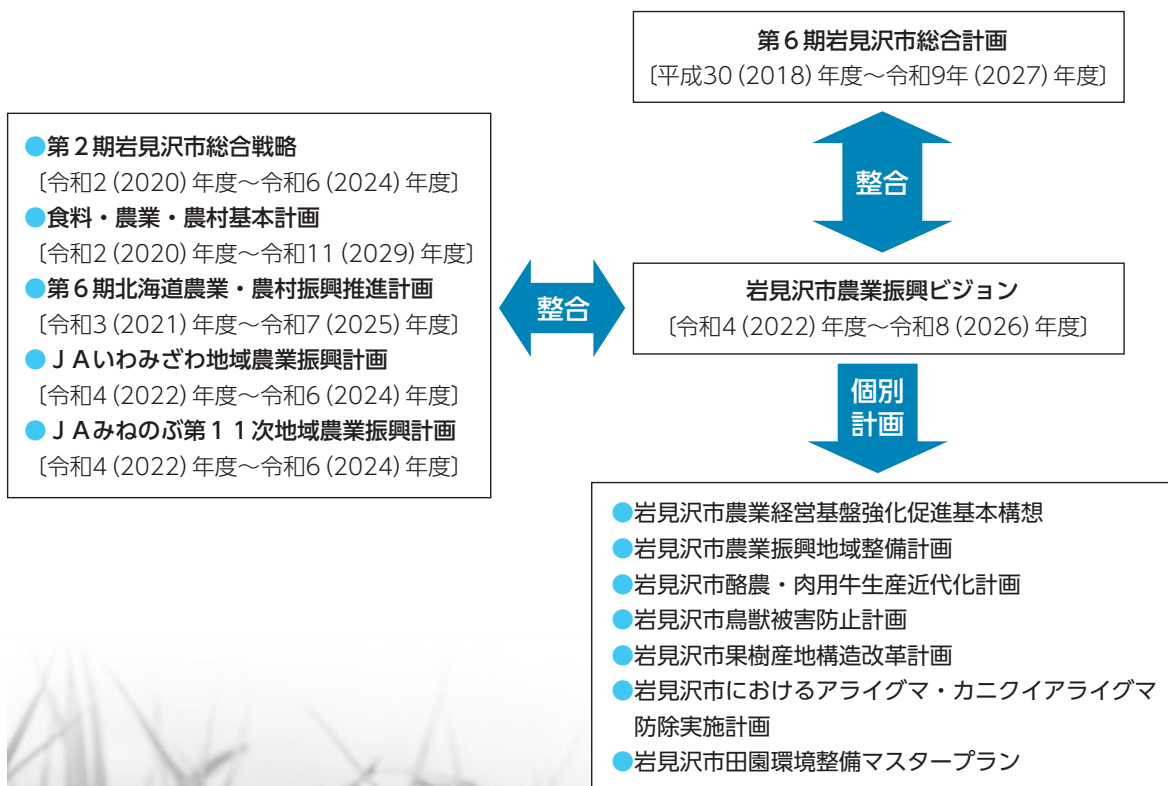 第6期岩見沢市総合計画
〔平成30(2018)年度～令和9年(2027)年度〕
整合
●第2期岩見沢市総合戦略
〔令和2(2020)年度～令和6(2024)年度〕
●食料・農業・農村基本計画
〔令和2(2020)年度～令和11(2029)年度〕
●第6期北海道農業・農村振興推進計画
〔令和3(2021)年度～令和7(2025)年度〕
●ＪＡいわみざわ地域農業振興計画
〔令和4(2022)年度～令和6(2024)年度〕
●ＪＡみねのぶ第１１次地域農業振興計画
〔令和4(2022)年度～令和6(2024)年度〕
整合
岩見沢市農業振興ビジョン
〔令和4(2022)年度～令和8(2026)年度〕
個別
計画
●岩見沢市農業経営基盤強化促進基本構想
●岩見沢市農業振興地域整備計画
●岩見沢市酪農・肉用牛生産近代化計画
●岩見沢市鳥獣被害防止計画
●岩見沢市果樹産地構造改革計画
●岩見沢市におけるアライグマ・カニクイアライグマ
防除実施計画
●岩見沢市田園環境整備マスタープラン